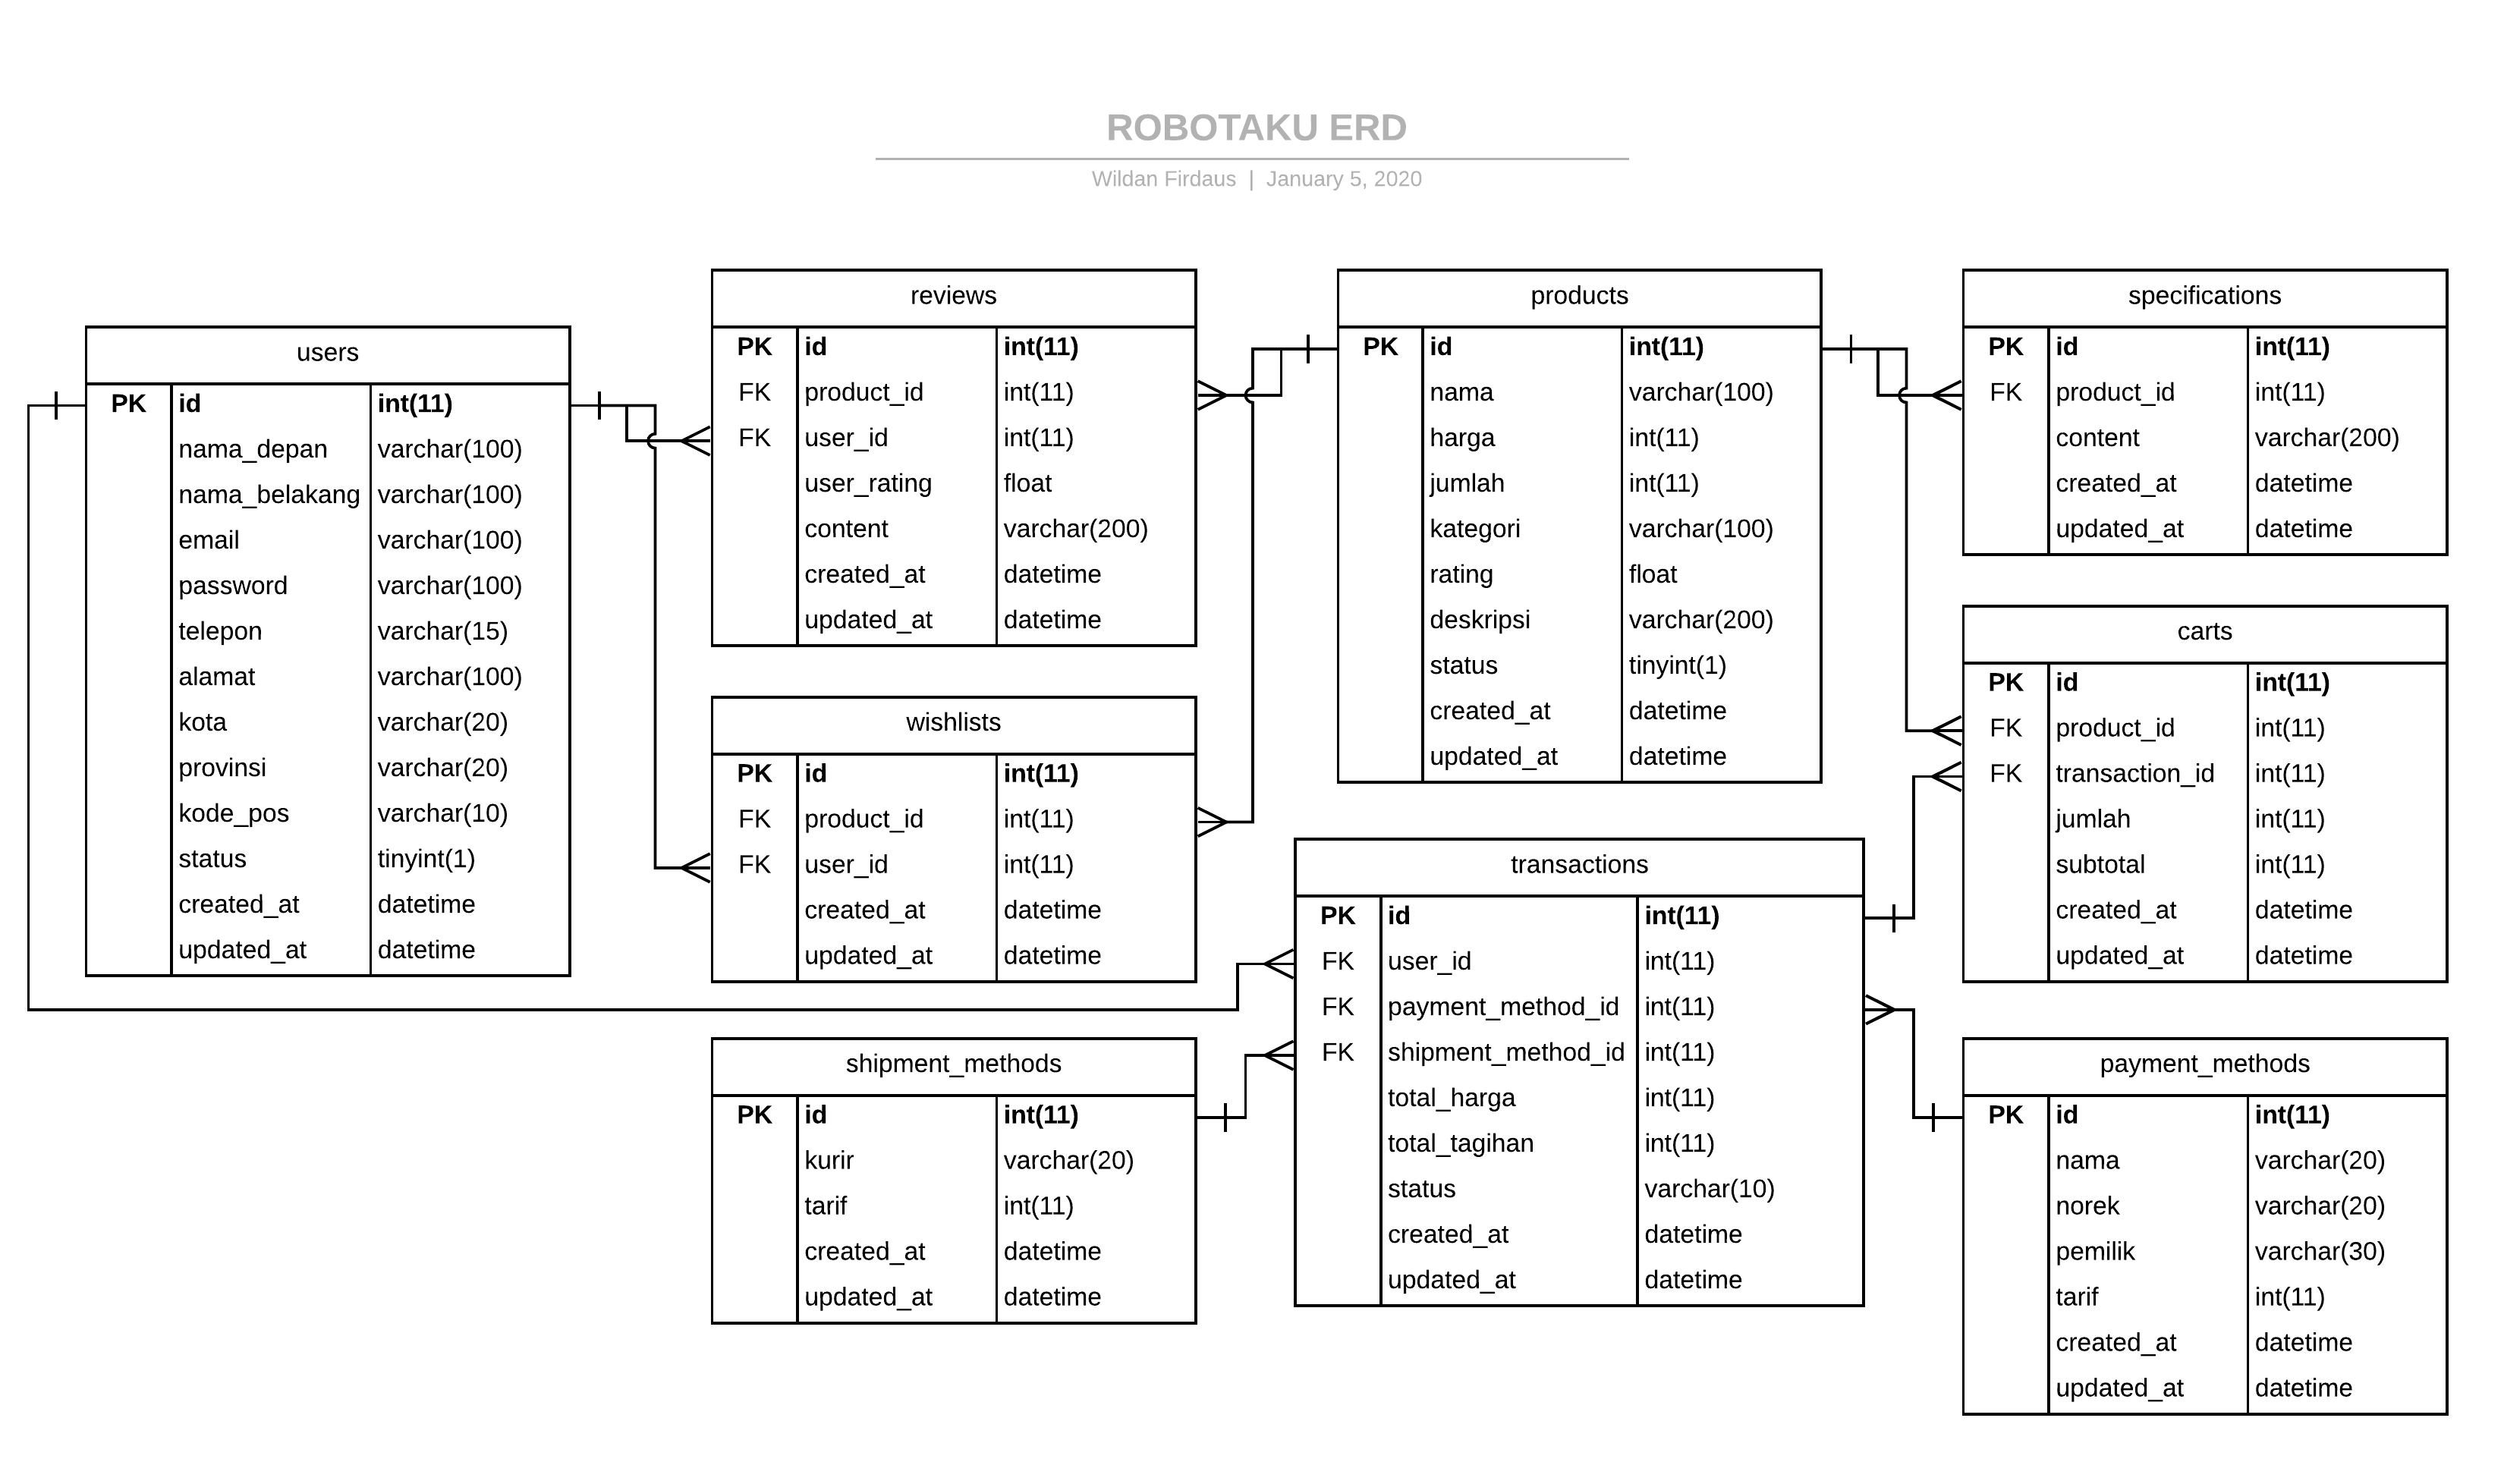 ROBOTAKU ERD
Wildan Firdaus | January 5, 2020
users
PK id int(11)
nama_depan varchar(100)
nama_belakang varchar(100)
email varchar(100)
password varchar(100)
telepon varchar(15)
alamat varchar(100)
kota varchar(20)
provinsi varchar(20)
kode_pos varchar(10)
status tinyint(1)
created_at datetime
updated_at datetime
reviews
PK id int(11)
FK product_id int(11)
FK user_id int(11)
user_rating float
content varchar(200)
created_at datetime
updated_at datetime
wishlists
PK id int(11)
FK product_id int(11)
FK user_id int(11)
created_at datetime
updated_at datetime
shipment_methods
PK id int(11)
kurir varchar(20)
tarif int(11)
created_at datetime
updated_at datetime
products
PK id int(11)
nama varchar(100)
harga int(11)
jumlah int(11)
kategori varchar(100)
rating float
deskripsi varchar(200)
status tinyint(1)
created_at datetime
updated_at datetime
transactions
PK id int(11)
FK user_id int(11)
FK payment_method_id int(11)
FK shipment_method_id int(11)
total_harga int(11)
total_tagihan int(11)
status varchar(10)
created_at datetime
updated_at datetime
specifications
PK id int(11)
FK product_id int(11)
content varchar(200)
created_at datetime
updated_at datetime
carts
PK id int(11)
FK product_id int(11)
FK transaction_id int(11)
jumlah int(11)
subtotal int(11)
created_at datetime
updated_at datetime
payment_methods
PK id int(11)
nama varchar(20)
norek varchar(20)
pemilik varchar(30)
tarif int(11)
created_at datetime
updated_at datetime